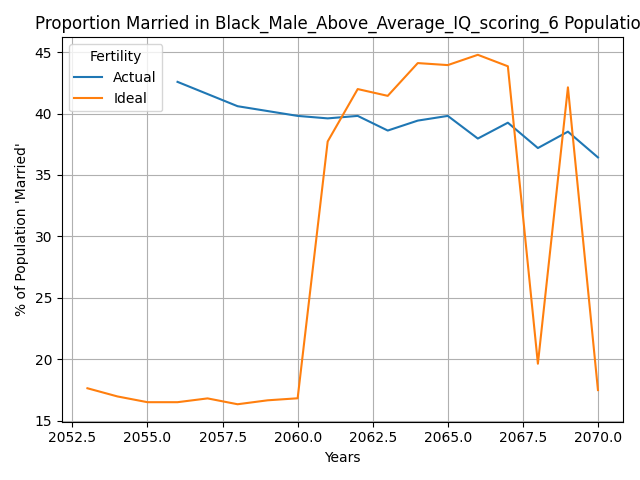 Proportion Married in Black_Male_Above_Average_IQ_scoring_6 Populatio
45
40
35
30
25
20
15
% of Population 'Married'
Fertility
Actual
Ideal
2052.5 2055.0 2057.5 2060.0 2062.5 2065.0 2067.5 2070.0
Years